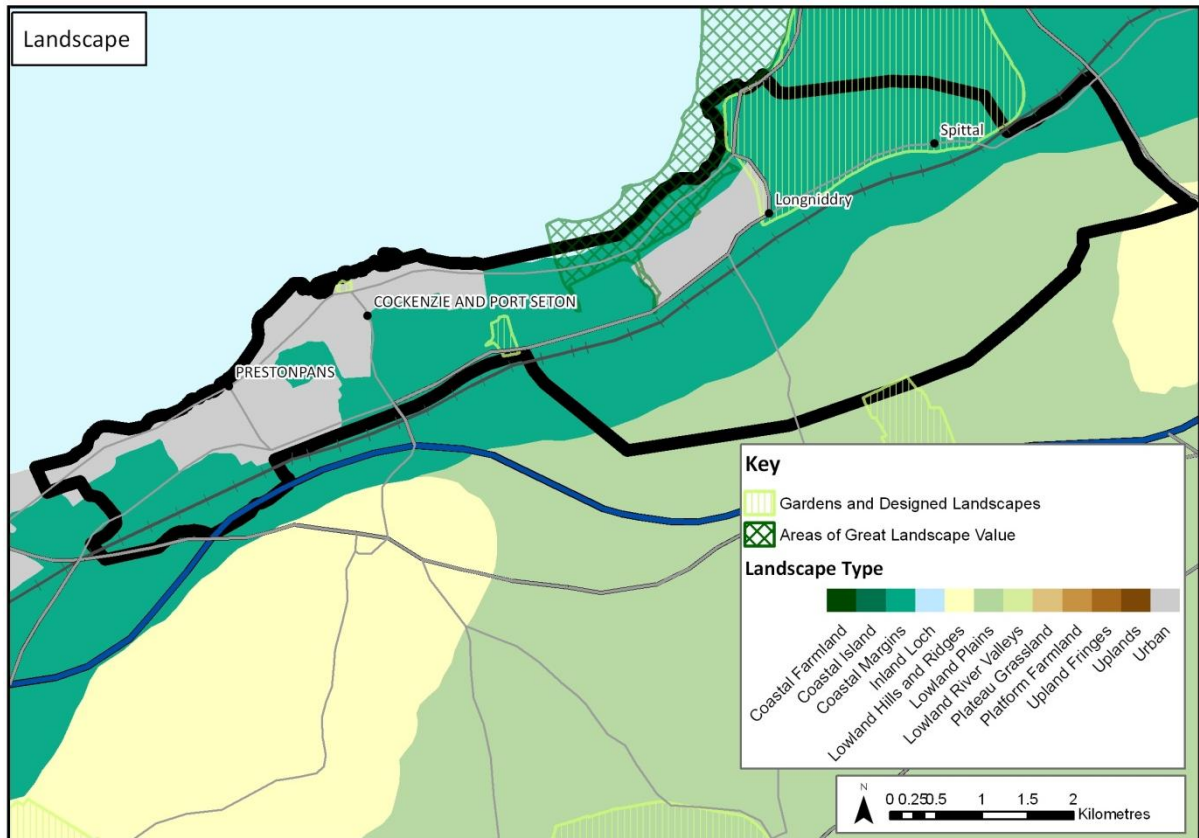 Landscape
Spittal
Longniddry
COCKENZIE AND PORT SETON
PRESTONPANS
Key
Gardens and Designed Landscapes
Areas of Great Landscape Value
Landscape Type
Coastal Farmland
Coastal Island
Coastal Margins
Inland Loch
Lowland Hills and Ridges
Lowland Plains
Lowland River Valleys
Plateau Grassland
Platform Farmland
Upland Fringes
Uplands
Urban
N
0 0.25 0.5 1 1.5 2
Kilometres